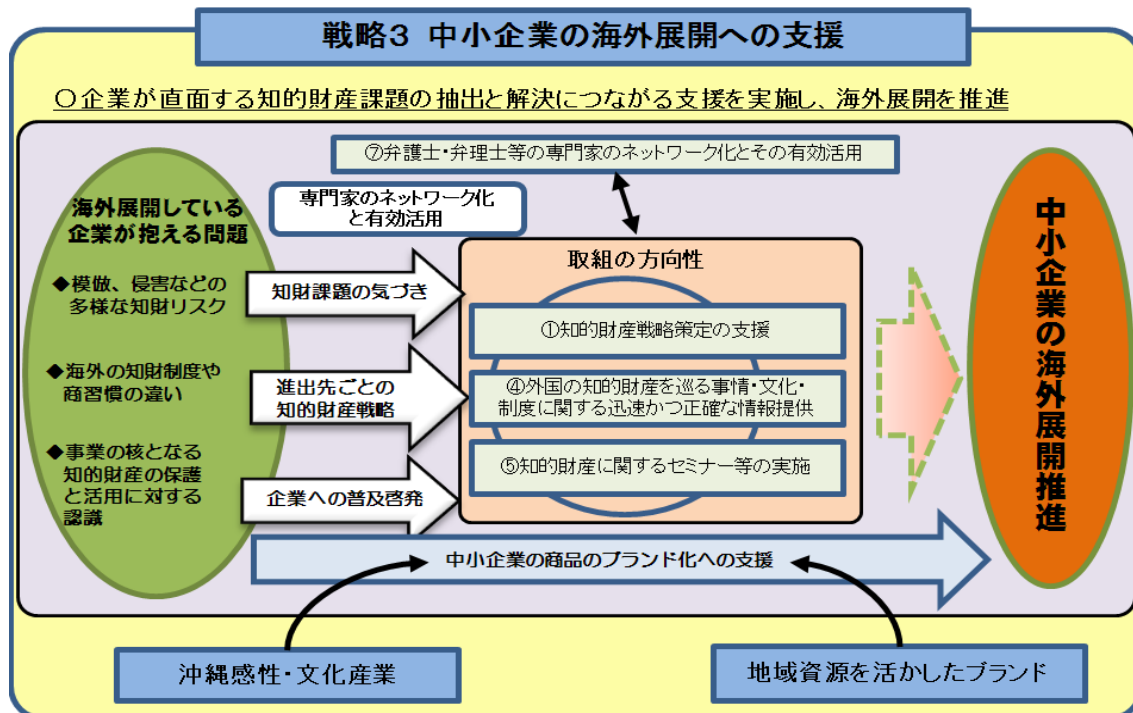 戦略3 中小企業の海外展開への支援
○企業が直面する知的財産課題の抽出と解決につながる支援を実施し、海外展開を推進
⑦弁護士・弁理士等の専門家のネットワーク化とその有効活用
専門家のネットワーク化
と有効活用
海外展開している
企業が抱える問題
◆模倣、侵害などの
多様な知財リスク
◆海外の知財制度や
商習慣の違い
◆事業の核となる
知的財産の保護
と活用に対する
認識
知財課題の気づき
進出先ごとの
知的財産戦略
企業への普及啓発
取組の方向性
①知的財産戦略策定の支援
④外国の知的財産を巡る事情・文化・
制度に関する迅速かつ正確な情報提供
⑤知的財産に関するセミナー等の実施
中小企業の海外展開推進
中小企業の商品のブランド化への支援
沖縄感性・文化産業
地域資源を活かしたブランド